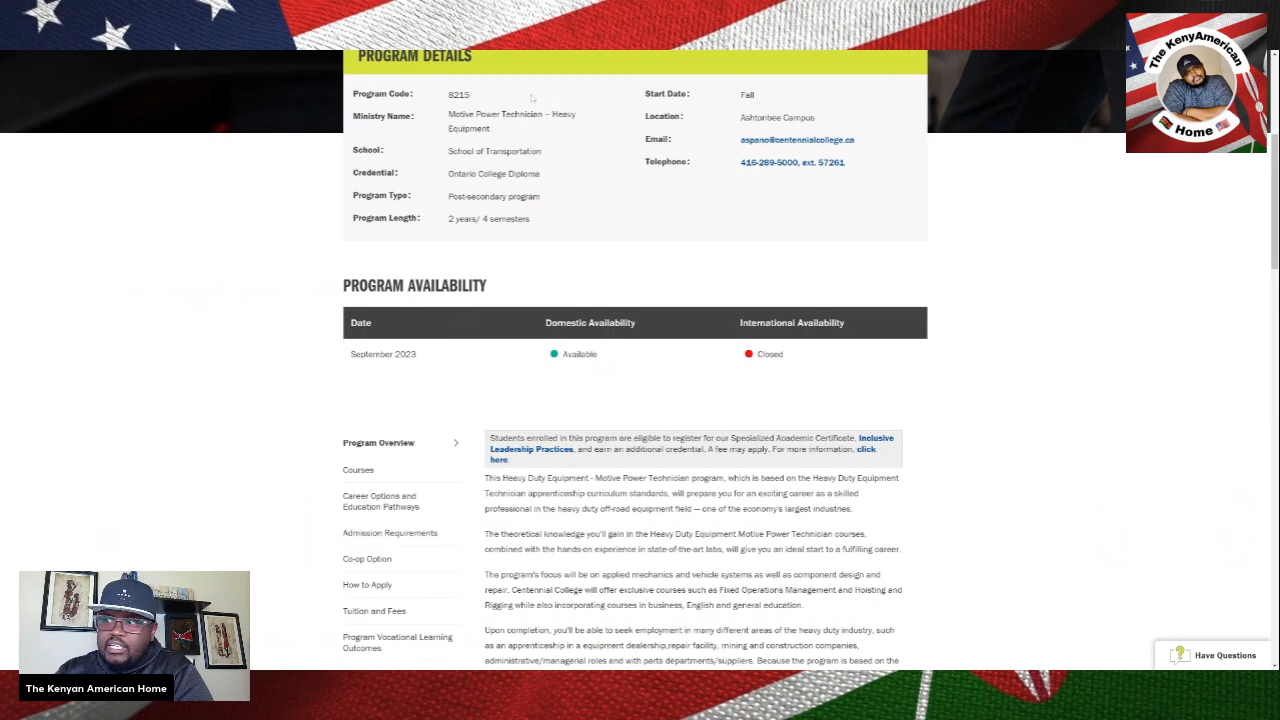 PROGRAM DETAILS
Program Code: 8215
Ministry Name: Motive Power Technician – Heavy
Equipment
School: School of Transportation
Credential: Ontario College Diploma
Program Type: Post-secondary program
Program Length: 2 years/ 4 semesters
Start Date: Fall
Location: Ashtonbee Campus
Email: aspano@centennialcollege.ca
Telephone: 416-289-5000, ext. 57261
The KenyAmerican
Home
PROGRAM AVAILABILITY
Date Domestic Availability International Availability
September 2023 Available Closed
Program Overview
Courses
Career Options and
Education Pathways
Admission Requirements
Co-op Option
How to Apply
Tuition and Fees
Program Vocational Learning
Outcomes
Students enrolled in this program are eligible to register for our Specialized Academic Certificate, Inclusive
Leadership Practices, and earn an additional credential. A fee may apply. For more information, click
here.
This Heavy Duty Equipment - Motive Power Technician program, which is based on the Heavy Duty Equipment
Technician apprenticeship curriculum standards, will prepare you for an exciting career as a skilled
professional in the heavy duty off-road equipment field — one of the economy's largest industries.
The theoretical knowledge you'll gain in the Heavy Duty Equipment Motive Power Technician courses,
combined with the hands-on experience in state-of-the-art labs, will give you an ideal start to a fulfilling career.
The program's focus will be on applied mechanics and vehicle systems as well as component design and
repair. Centennial College will offer exclusive courses such as Fixed Operations Management and Hoisting and
Rigging while also incorporating courses in business, English and general education.
Upon completion, you'll be able to seek employment in many different areas of the heavy duty industry, such
as an apprenticeship in a equipment dealership,repair facility, mining and construction companies,
administrative/managerial roles and with parts departments/suppliers. Because the program is based on the
Have Questions
The Kenyan American Home